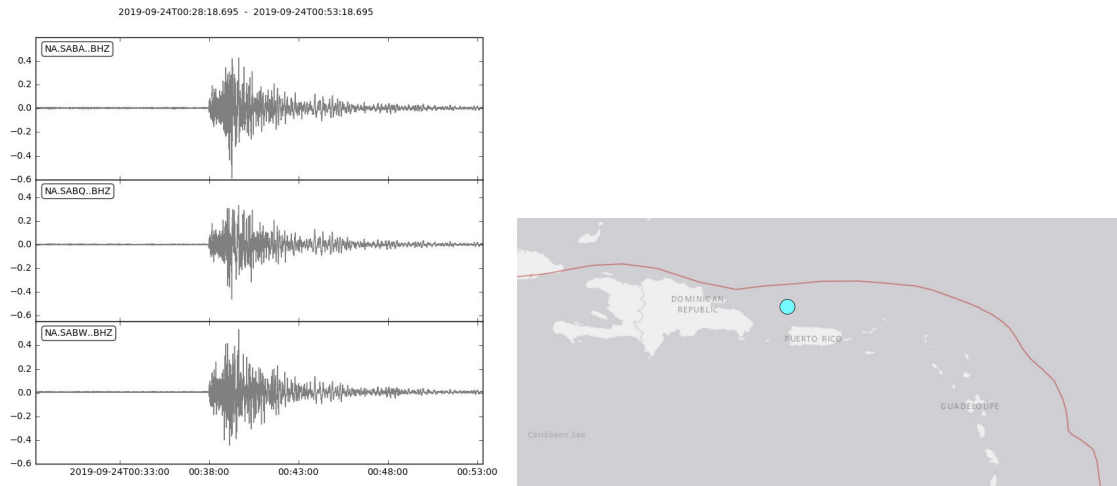 2019-09-24T00:28:18.695 - 2019-09-24T00:53:18.695
NA.SABA..BHZ
0.4
0.2
0.0
−0.2
−0.4
−0.6
NA.SABQ..BHZ
0.4
0.2
0.0
−0.2
−0.4
−0.6
NA.SABW..BHZ
0.4
0.2
0.0
−0.2
−0.4
−0.6
2019-09-24T00:33:00 00:38:00 00:43:00 00:48:00 00:53:00
DOMINICAN
REPUBLIC
PUERTO RICO
GUADELOUPE
Caribbean Sea